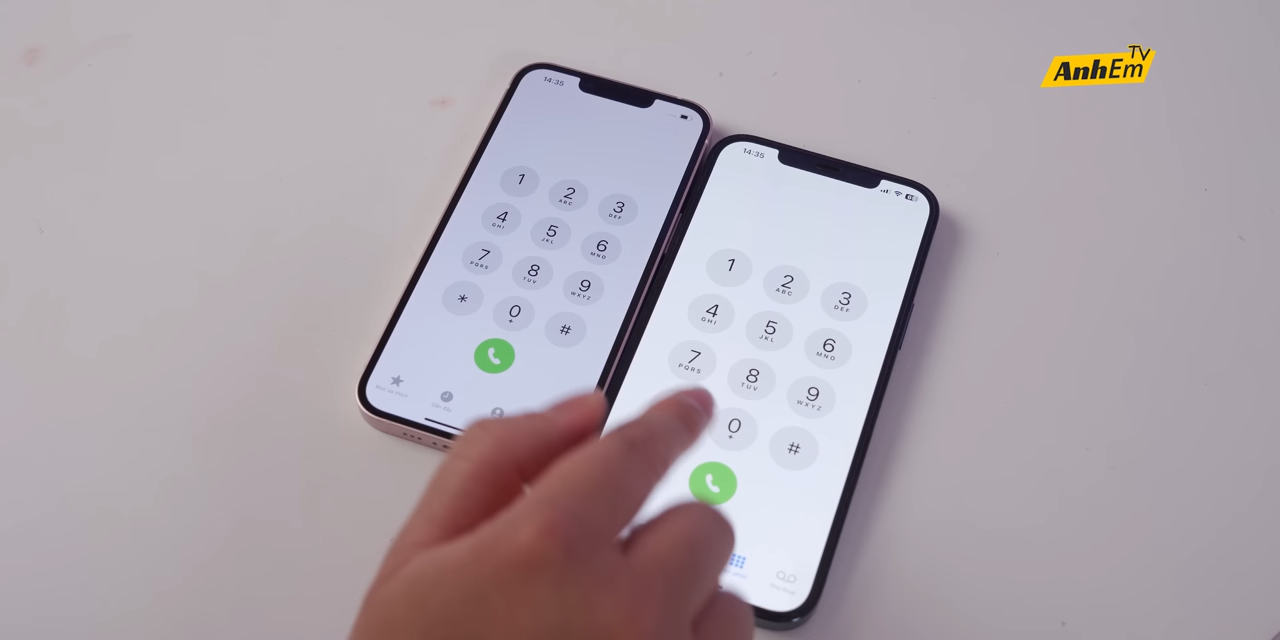 TV
AnhEm
14:35
1
2
ABC
3
DEF
4
GHI
5
JKL
6
MNO
7
PQRS
8
TUV
9
WXYZ
*
0
+
#
Gần đây
14:35
1
2
ABC
3
DEF
4
GHI
5
JKL
6
MNO
7
PQRS
8
TUV
9
WXYZ
0
+
#